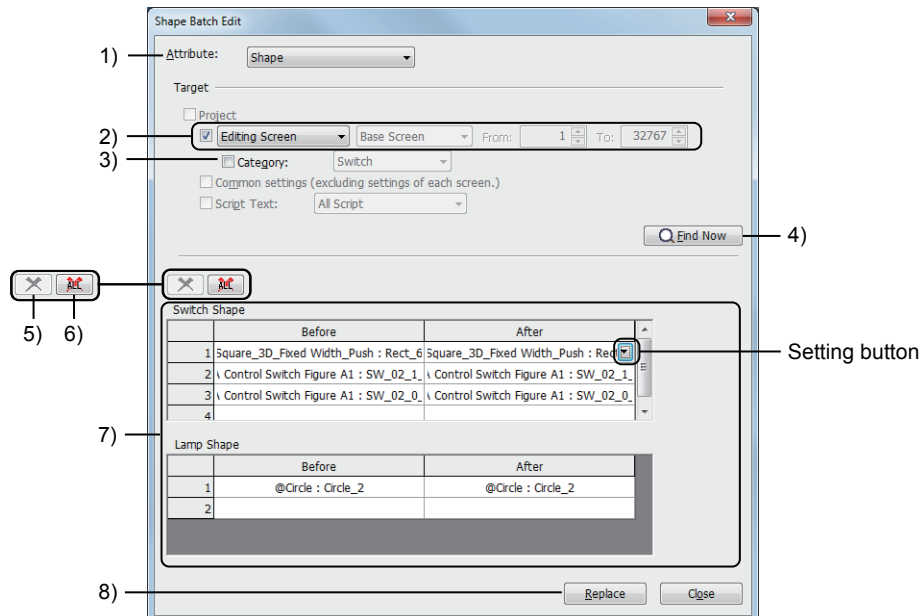 Shape Batch Edit
1) Attribute: Shape
Target
Project
2) Editing Screen Base Screen From: 1 To: 32767
3) Category: Switch
Common settings (excluding settings of each screen.)
Script Text: All Script
Find Now 4)
ALL ALL
5) 6)
Switch Shape
Before After
1 Square_3D_Fixed Width_Push : Rect_6 Square_3D_Fixed Width_Push : Rect Setting button
2 Control Switch Figure A1 : SW_02_1_ Control Switch Figure A1 : SW_02_1_
3 Control Switch Figure A1 : SW_02_0_ Control Switch Figure A1 : SW_02_0_
4
7)
Lamp Shape
Before After
1 @Circle : Circle_2 @Circle : Circle_2
2
8) Replace Close